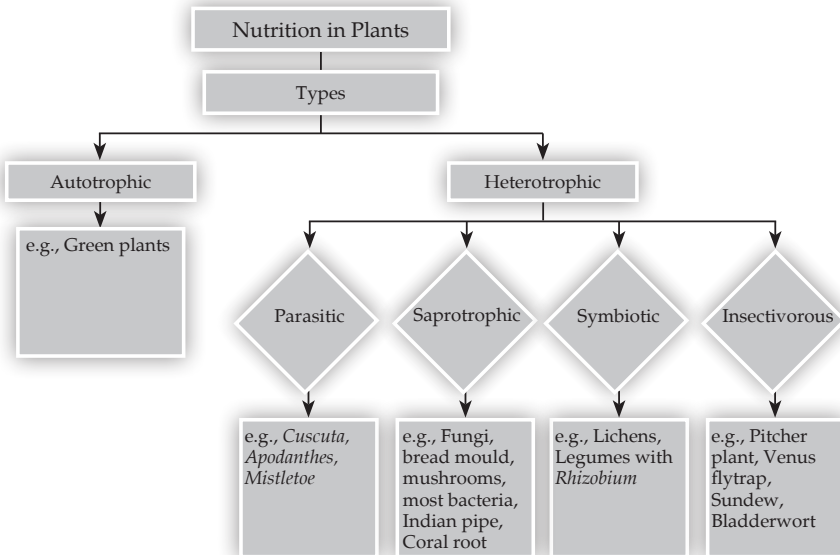 Nutrition in Plants
Types
Autotrophic
Heterotrophic
e.g., Green plants
Parasitic
Saprotrophic
Symbiotic
Insectivorous
e.g., Cuscuta,
Apodanthes,
Mistletoe
e.g., Fungi,
bread mould,
mushrooms,
most bacteria,
Indian pipe,
Coral root
e.g., Lichens,
Legumes with
Rhizobium
e.g., Pitcher
plant, Venus
flytrap,
Sundew,
Bladderwort